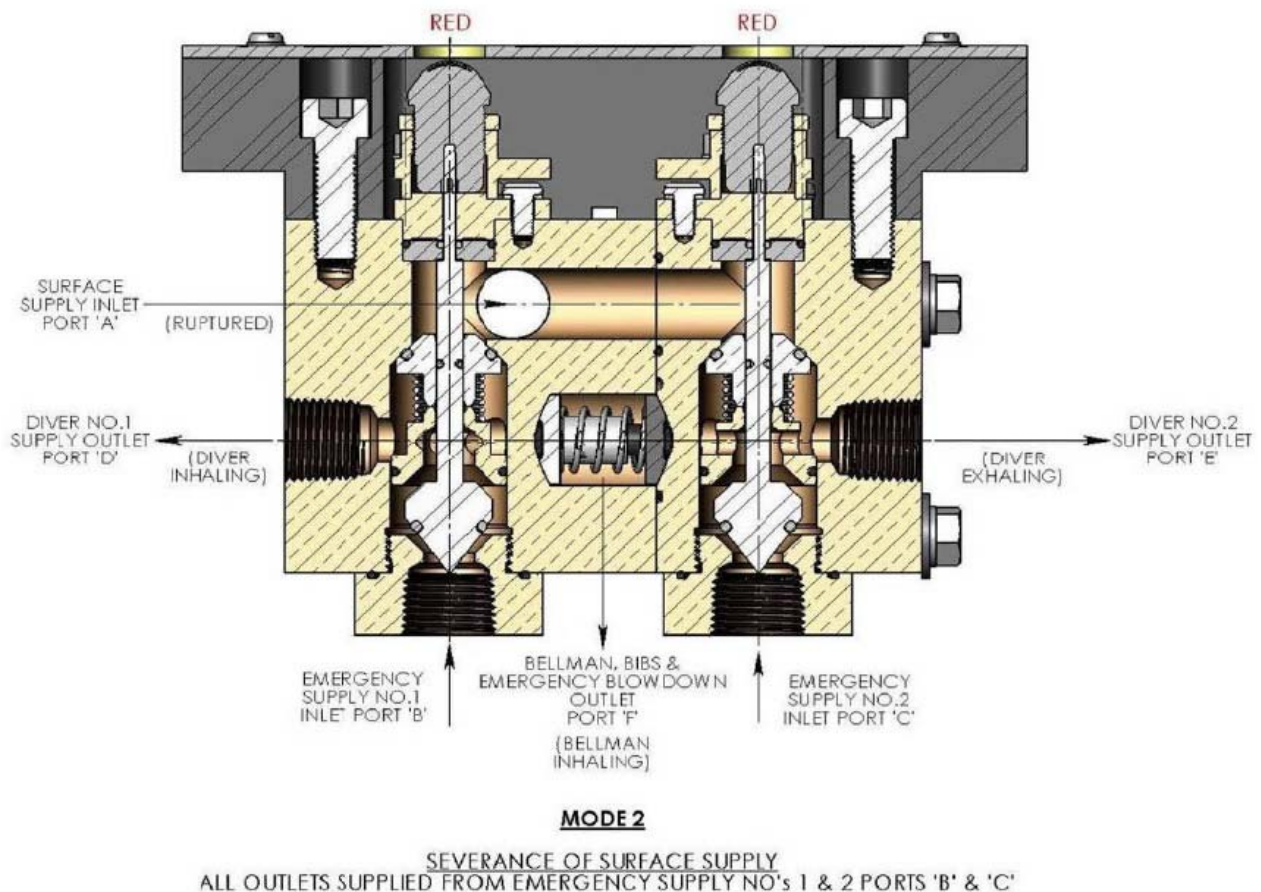 RED
RED
SURFACE
SUPPLY INLET
PORT 'A'
(RUPTURED)
DIVER NO.1
SUPPLY OUTLET
PORT 'D'
(DIVER
INHALING)
(DIVER
EXHALING)
DIVER NO.2
SUPPLY OUTLET
PORT 'E'
EMERGENCY
SUPPLY NO.1
INLET PORT 'B'
BELLMAN, BIBS &
EMERGENCY BLOWDOWN
OUTLET
PORT 'F'
(BELLMAN
INHALING)
EMERGENCY
SUPPLY NO.2
INLET PORT 'C'
MODE 2
SEVERANCE OF SURFACE SUPPLY
ALL OUTLETS SUPPLIED FROM EMERGENCY SUPPLY NO's 1 & 2 PORTS 'B' & 'C'